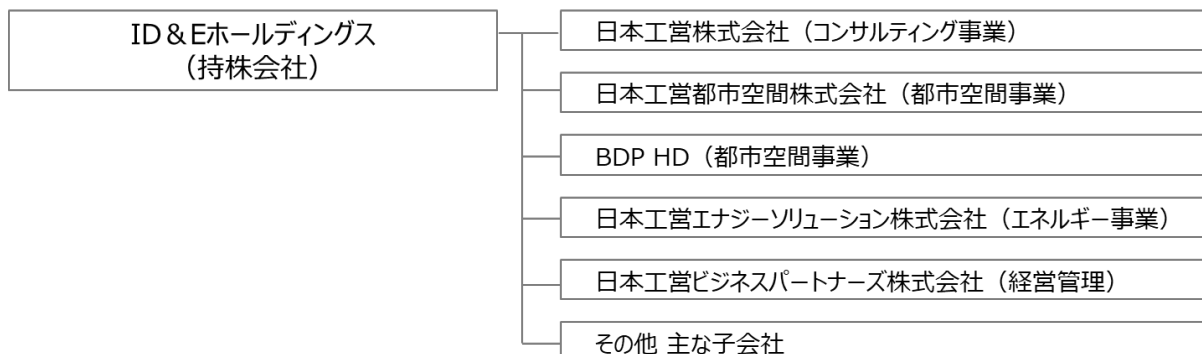 ID＆Eホールディングス
（持株会社）
日本工営株式会社（コンサルティング事業）
日本工営都市空間株式会社（都市空間事業）
BDP HD（都市空間事業）
日本工営エナジーソリューション株式会社（エネルギー事業）
日本工営ビジネスパートナーズ株式会社（経営管理）
その他 主な子会社